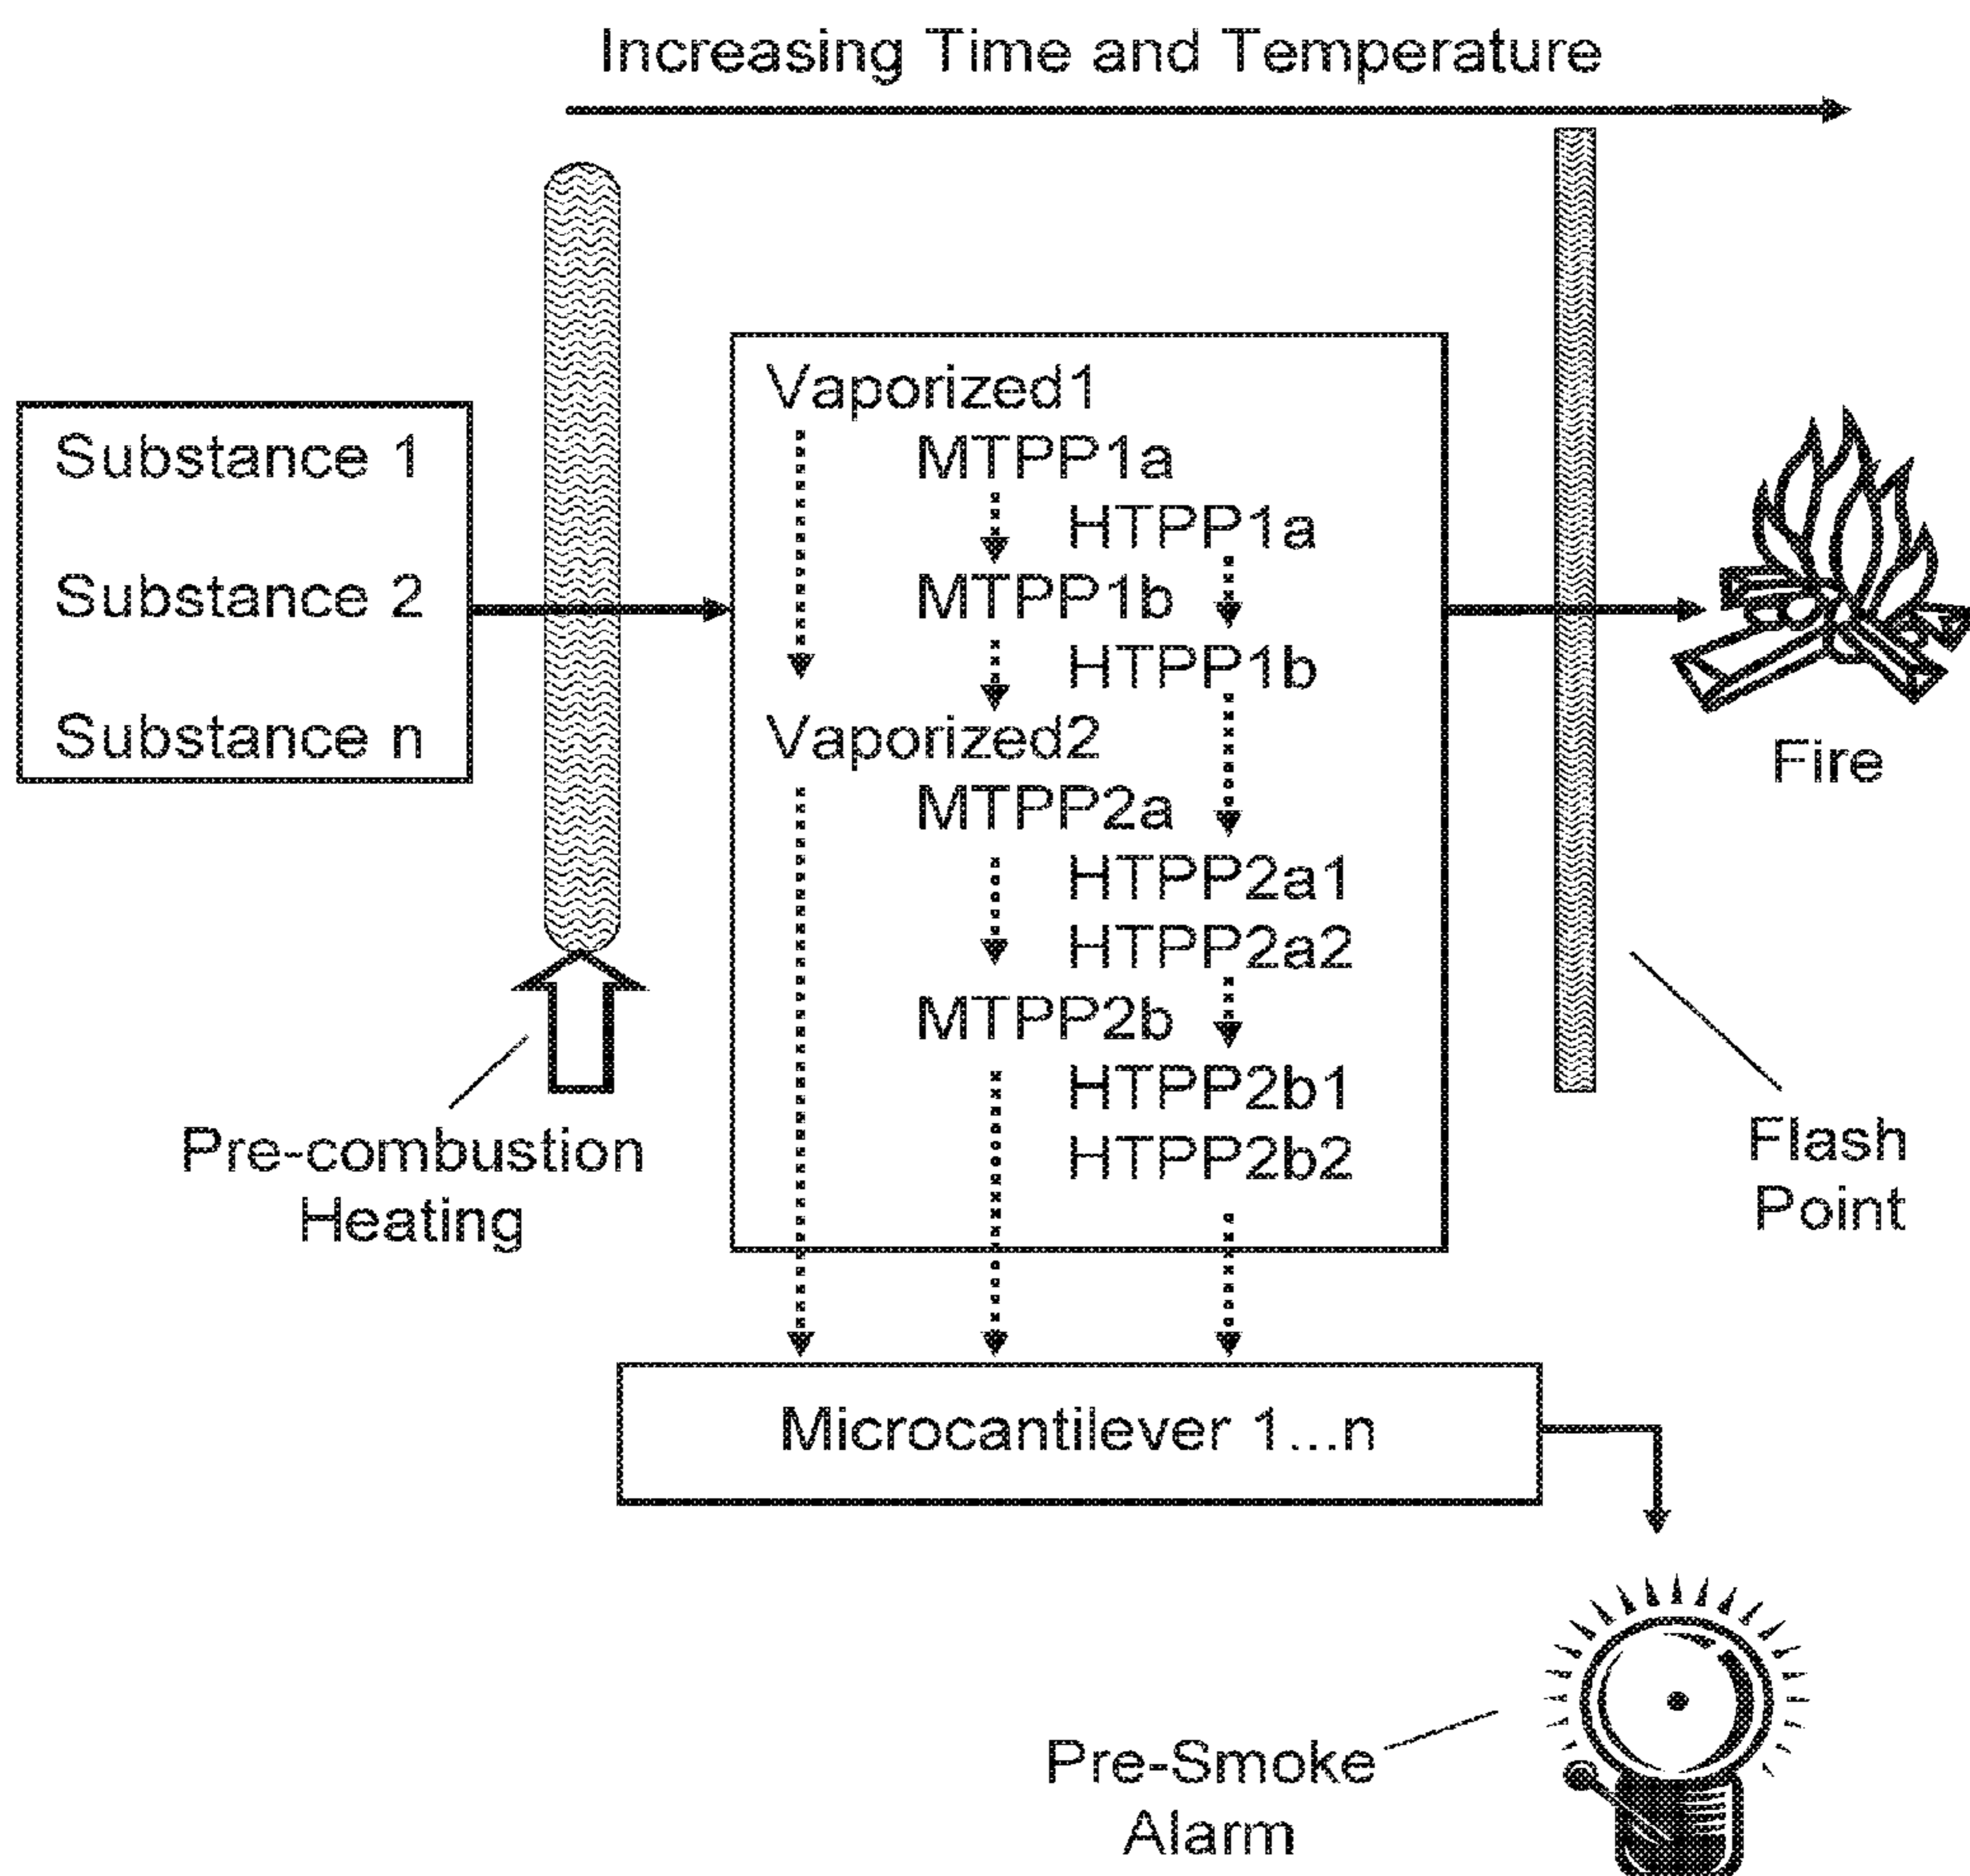 Increasing Time and Temperature
Substance 1
Substance 2
Substance n
Vaporized1
MTPP1a
HTPP1a
MTPP1b
HTPP1b
Vaporized2
MTPP2a
HTPP2a1
HTPP2a2
MTPP2b
HTPP2b1
HTPP2b2
Fire
Pre-combustion
Heating
Flash
Point
Microcantilever 1...n
Pre-Smoke
Alarm